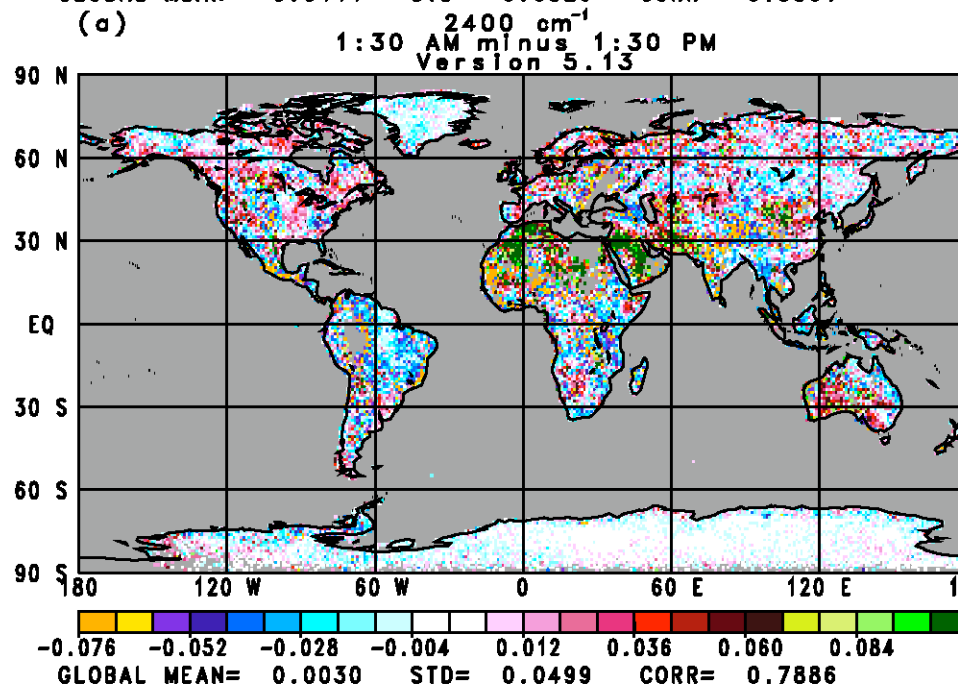 (a)
2400 cm-1
1:30 AM minus 1:30 PM
Version 5.13
90 N
60 N
30 N
EQ
30 S
60 S
90 S
180 120 W 60 W 0 60 E 120 E
-0.076 -0.052 -0.028 -0.004 0.012 0.036 0.060 0.084
GLOBAL MEAN= 0.0030 STD= 0.0499 CORR= 0.7886